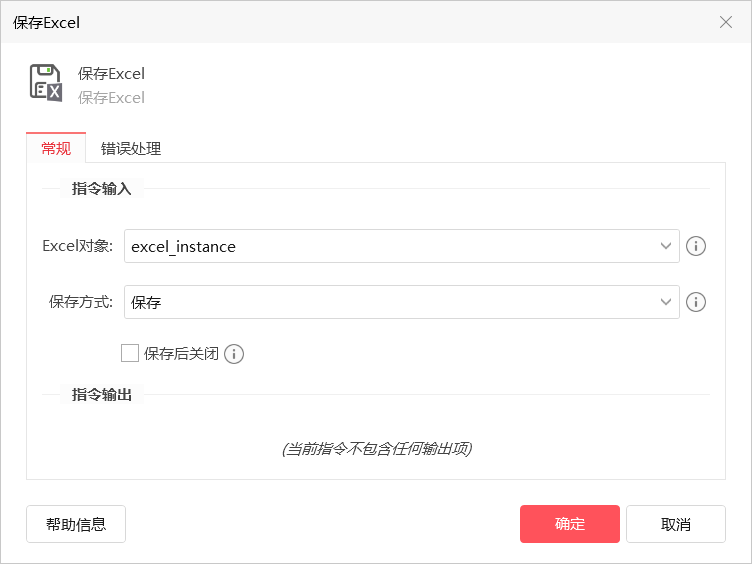 保存Excel
保存Excel
保存Excel
常规 错误处理
指令输入
Excel对象: excel_instance
保存方式: 保存
保存后关闭
指令输出
(当前指令不包含任何输出项)
帮助信息 确定 取消